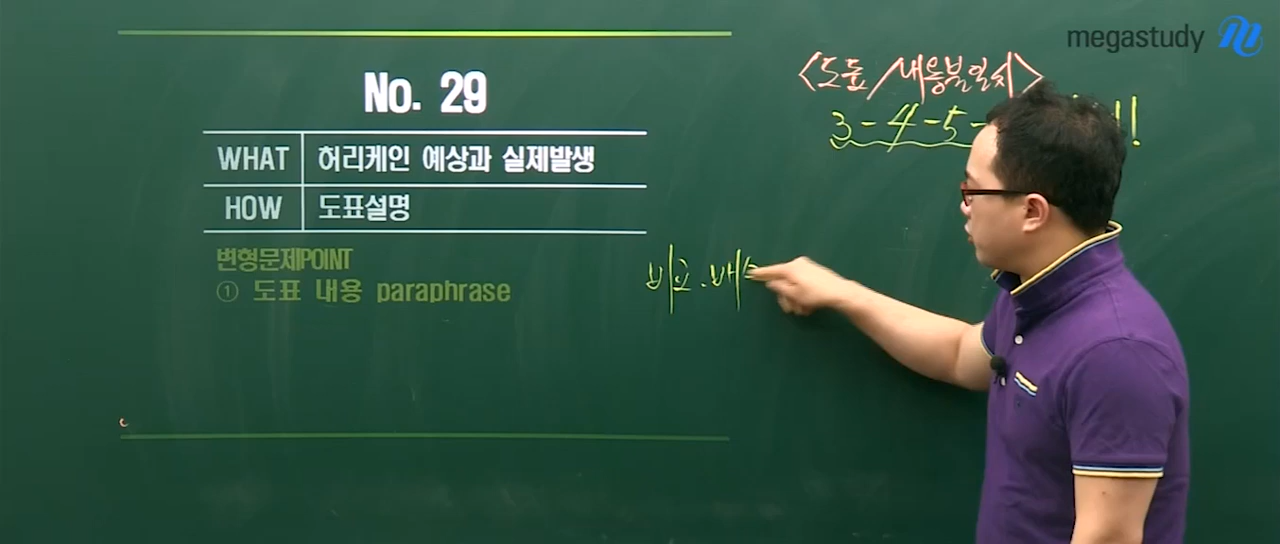 megastudy
No. 29
WHAT 허리케인 예상과 실제발생
HOW 도표설명
변형문제POINT
① 도표 내용 paraphrase
<도표/내용불일치>
3-4-5-
!!
비교.배수